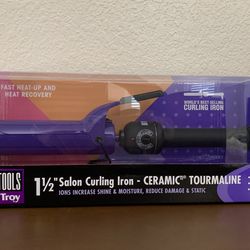 FAST HEAT-UP AND
HEAT RECOVERY
WORLD'S BEST SELLING
CURLING IRON
TOOLS
Troy
1½" Salon Curling Iron - CERAMIC® TOURMALINE
IONS INCREASE SHINE & MOISTURE, REDUCE DAMAGE & STATIC